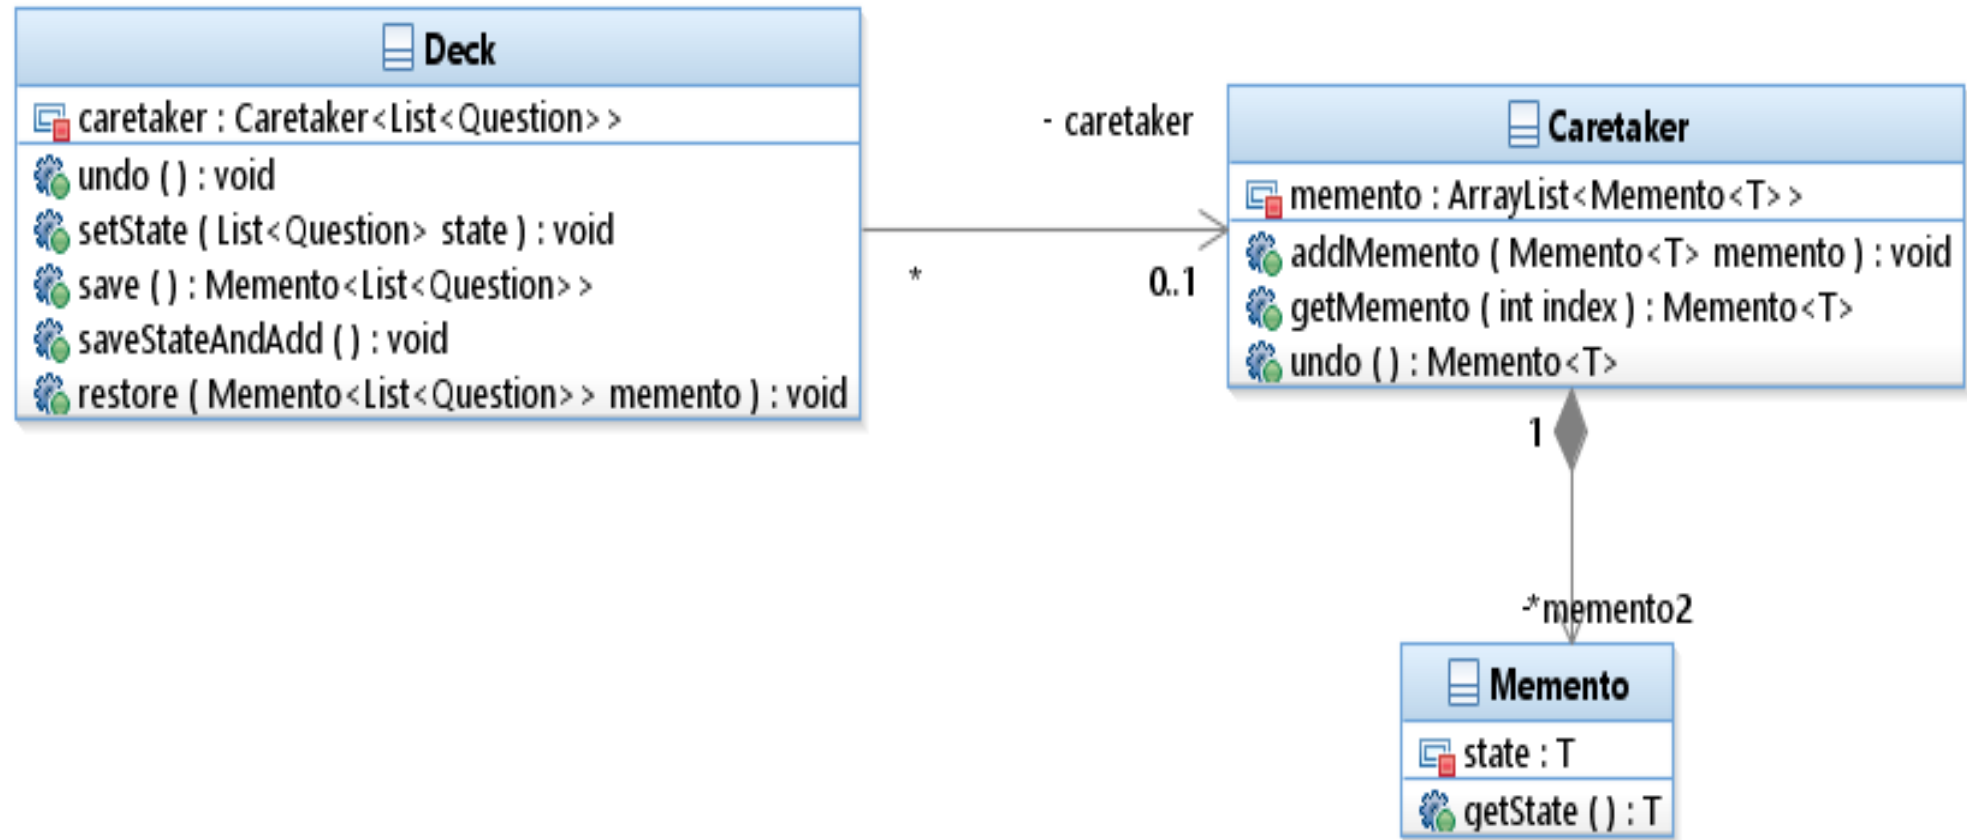 Deck
caretaker : Caretaker<List<Question>>
undo ( ) : void
setState ( List<Question> state ) : void
save ( ) : Memento<List<Question>>
saveStateAndAdd ( ) : void
restore ( Memento<List<Question>> memento ) : void
- caretaker
*
0..1
Caretaker
memento : ArrayList<Memento<T>>
addMemento ( Memento<T> memento ) : void
getMemento ( int index ) : Memento<T>
undo ( ) : Memento<T>
1
-*memento2
Memento
state : T
getState ( ) : T